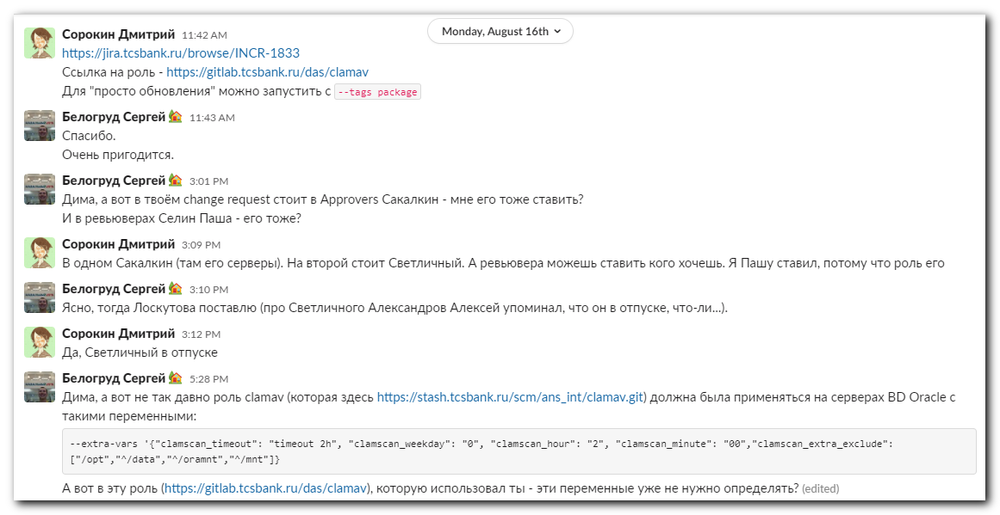 Monday, August 16th
Сорокин Дмитрий 11:42 AM
https://jira.tcsbank.ru/browse/INCR-1833
Ссылка на роль - https://gitlab.tcsbank.ru/das/clamav
Для "просто обновления" можно запустить с --tags package
Белогруд Сергей 11:43 AM
Спасибо.
Очень пригодится.
Белогруд Сергей 3:01 PM
Дима, а вот в твоём change request стоит в Approvers Сакалкин - мне его тоже ставить?
И в ревьюверах Селин Паша - его тоже?
Сорокин Дмитрий 3:09 PM
В одном Сакалкин (там его серверы). На второй стоит Светличный. А ревьювера можешь ставить кого хочешь. Я Пашу ставил, потому что роль его
Белогруд Сергей 3:10 PM
Ясно, тогда Лоскутова поставлю (про Светличного Александров Алексей упоминал, что он в отпуске, что-ли...).
Сорокин Дмитрий 3:12 PM
Да, Светличный в отпуске
Белогруд Сергей 5:28 PM
Дима, а вот не так давно роль clamav (которая здесь https://stash.tcsbank.ru/scm/ans_int/clamav.git) должна была применяться на серверах BD Oracle с
такими переменными:
--extra-vars '{"clamscan_timeout": "timeout 2h", "clamscan_weekday": "0", "clamscan_hour": "2", "clamscan_minute": "00","clamscan_extra_exclude":
["/opt","^/data","^/oramnt","^/mnt"]}
А вот в эту роль (https://gitlab.tcsbank.ru/das/clamav), которую использовал ты - эти переменные уже не нужно определять? (edited)